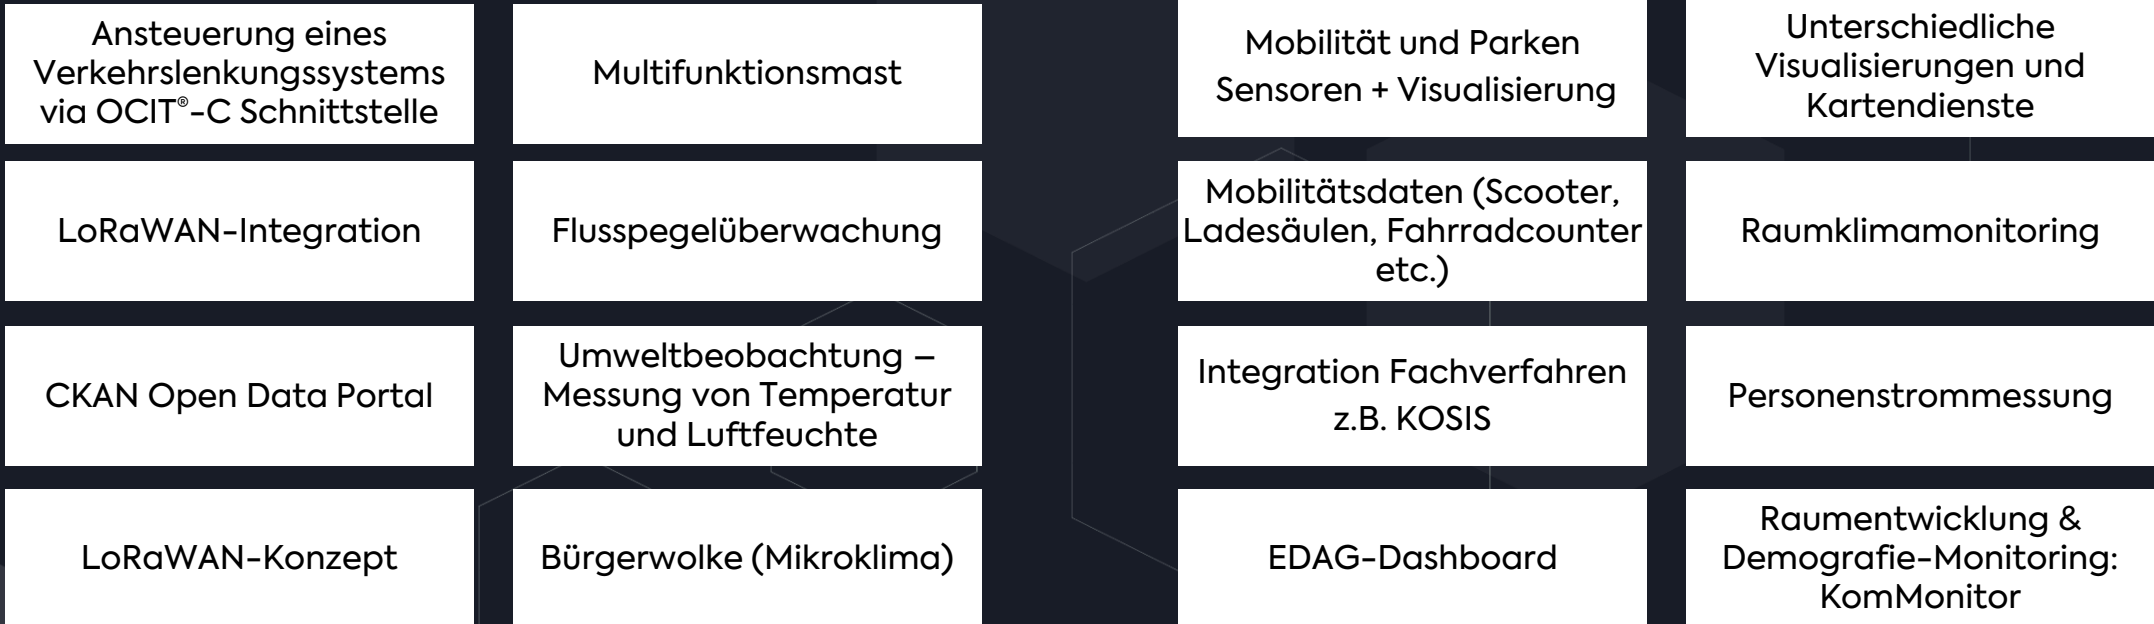 Ansteuerung eines
Verkehrslenkungssystems
via OCIT®-C Schnittstelle
Multifunktionsmast
Mobilität und Parken
Sensoren + Visualisierung
Unterschiedliche
Visualisierungen und
Kartendienste
LoRaWAN-Integration
Flusspegelüberwachung
Mobilitätsdaten (Scooter,
Ladesäulen, Fahrradcounter
etc.)
Raumklimamonitoring
CKAN Open Data Portal
Umweltbeobachtung –
Messung von Temperatur
und Luftfeuchte
Integration Fachverfahren
z.B. KOSIS
Personenstrommessung
LoRaWAN-Konzept
Bürgerwolke (Mikroklima)
EDAG-Dashboard
Raumentwicklung &
Demografie-Monitoring:
KomMonitor